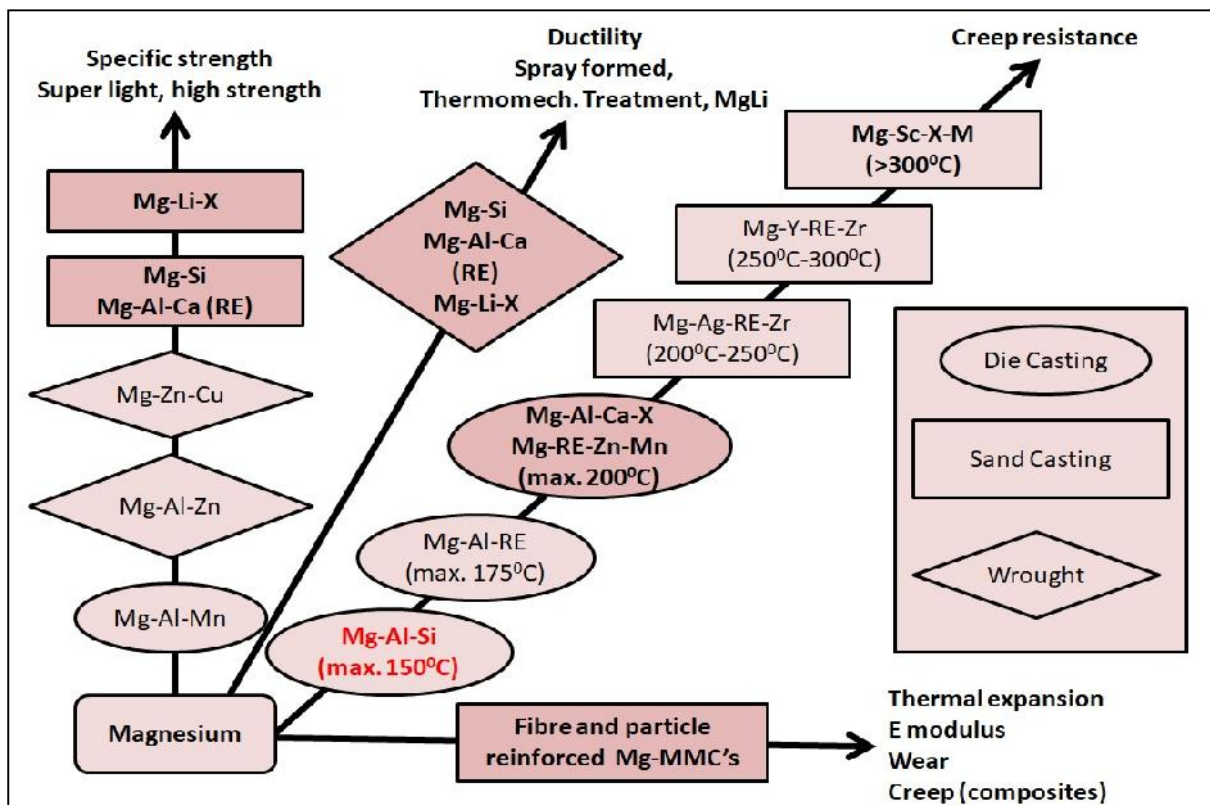 Specific strength
Super light, high strength
Mg-Li-X
Mg-Si
Mg-Al-Ca (RE)
Mg-Zn-Cu
Mg-Al-Zn
Mg-Al-Mn
Magnesium
Ductility
Spray formed,
Thermomech. Treatment, MgLi
Mg-Si
Mg-Al-Ca
(RE)
Mg-Li-X
Creep resistance
Mg-Sc-X-M
(>300⁰C)
Mg-Y-RE-Zr
(250⁰C-300⁰C)
Mg-Ag-RE-Zr
(200⁰C-250⁰C)
Mg-Al-Ca-X
Mg-RE-Zn-Mn
(max. 200⁰C)
Mg-Al-RE
(max. 175⁰C)
Mg-Al-Si
(max. 150⁰C)
Fibre and particle
reinforced Mg-MMC's
Thermal expansion
E modulus
Wear
Creep (composites)
Die Casting
Sand Casting
Wrought